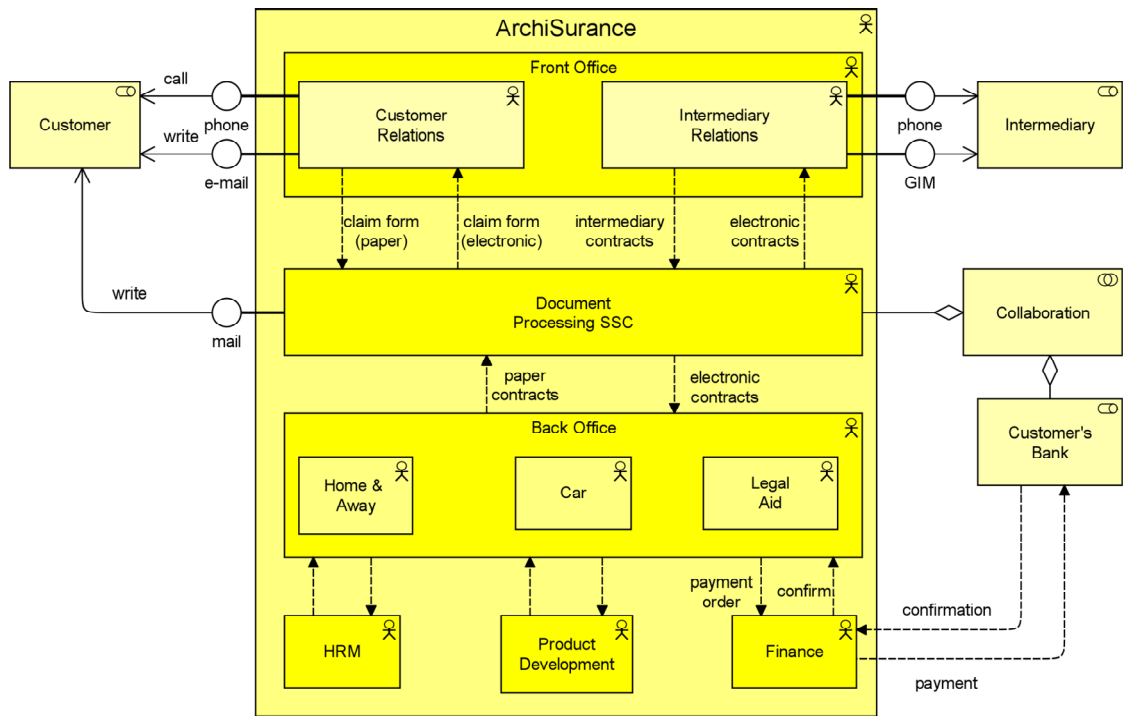 ArchiSurance
Front Office
call
phone
write
e-mail
Customer
Customer
Relations
Intermediary
Relations
phone
GIM
Intermediary
claim form
(paper)
claim form
(electronic)
intermediary
contracts
electronic
contracts
write
mail
Document
Processing SSC
Collaboration
paper
contracts
electronic
contracts
Back Office
Home &
Away
Car
Legal
Aid
Customer's
Bank
payment
order
confirm
confirmation
HRM
Product
Development
Finance
payment